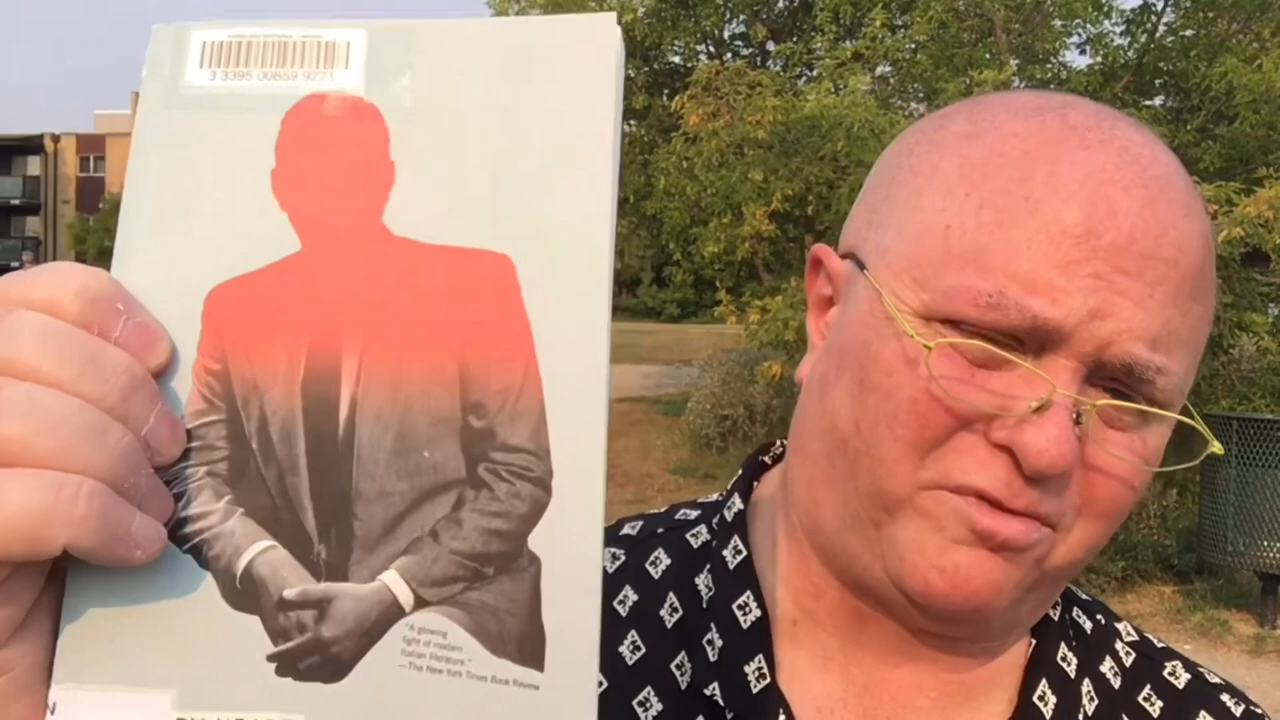 3 3395 00859 9271
"A glowing
light of modern
Italian literature."
—The New York Times Book Review
N